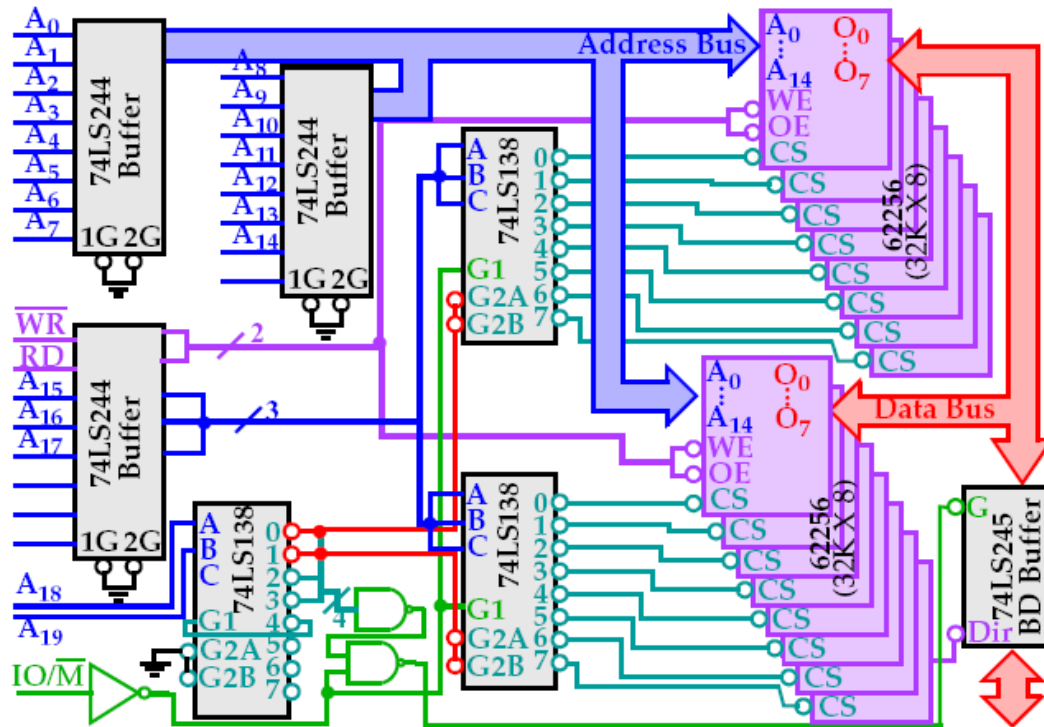 A0
A1
A2
A3
A4
A5
A6
A7
74LS244
Buffer
1G 2G
A8
A9
A10
A11
A12
A13
A14
74LS244
Buffer
1G 2G
Address Bus
A0
A14
O0
O7
WE
OE
CS
CS
CS
CS
CS
CS
CS
CS
62256
(32K X 8)
A
B
C
G1
G2A
G2B
74LS138
0
1
2
3
4
5
6
7
WR
RD
A15
A16
A17
74LS244
Buffer
1G 2G
2
3
A0
A14
O0
O7
WE
OE
CS
CS
CS
CS
CS
CS
CS
CS
62256
(32K X 8)
Data Bus
A
B
C
G1
G2A
G2B
74LS138
0
1
2
3
4
5
6
7
A18
A19
IO/M
A
B
C
G1
G2A
G2B
74LS138
0
1
2
3
4
5
6
7
4
G
Dir
74LS245
BD Buffer